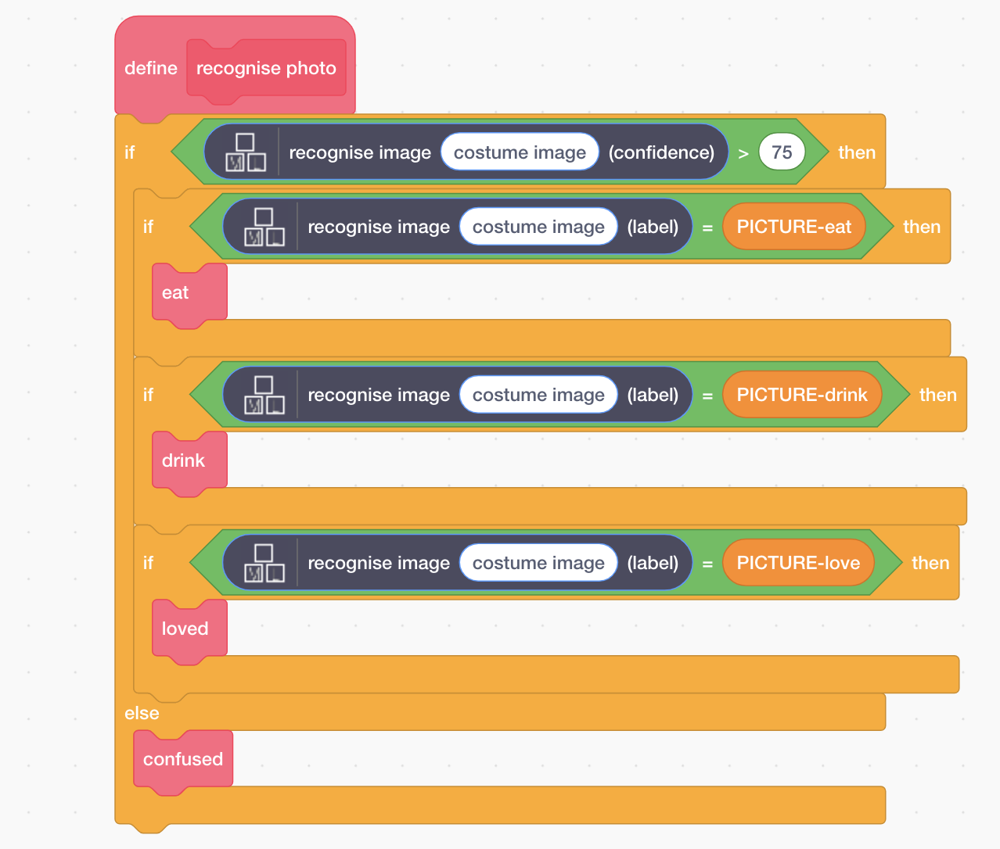 define recognise photo
if recognise image costume image (confidence) > 75 then
if recognise image costume image (label) = PICTURE-eat then
eat
if recognise image costume image (label) = PICTURE-drink then
drink
if recognise image costume image (label) = PICTURE-love then
loved
else
confused